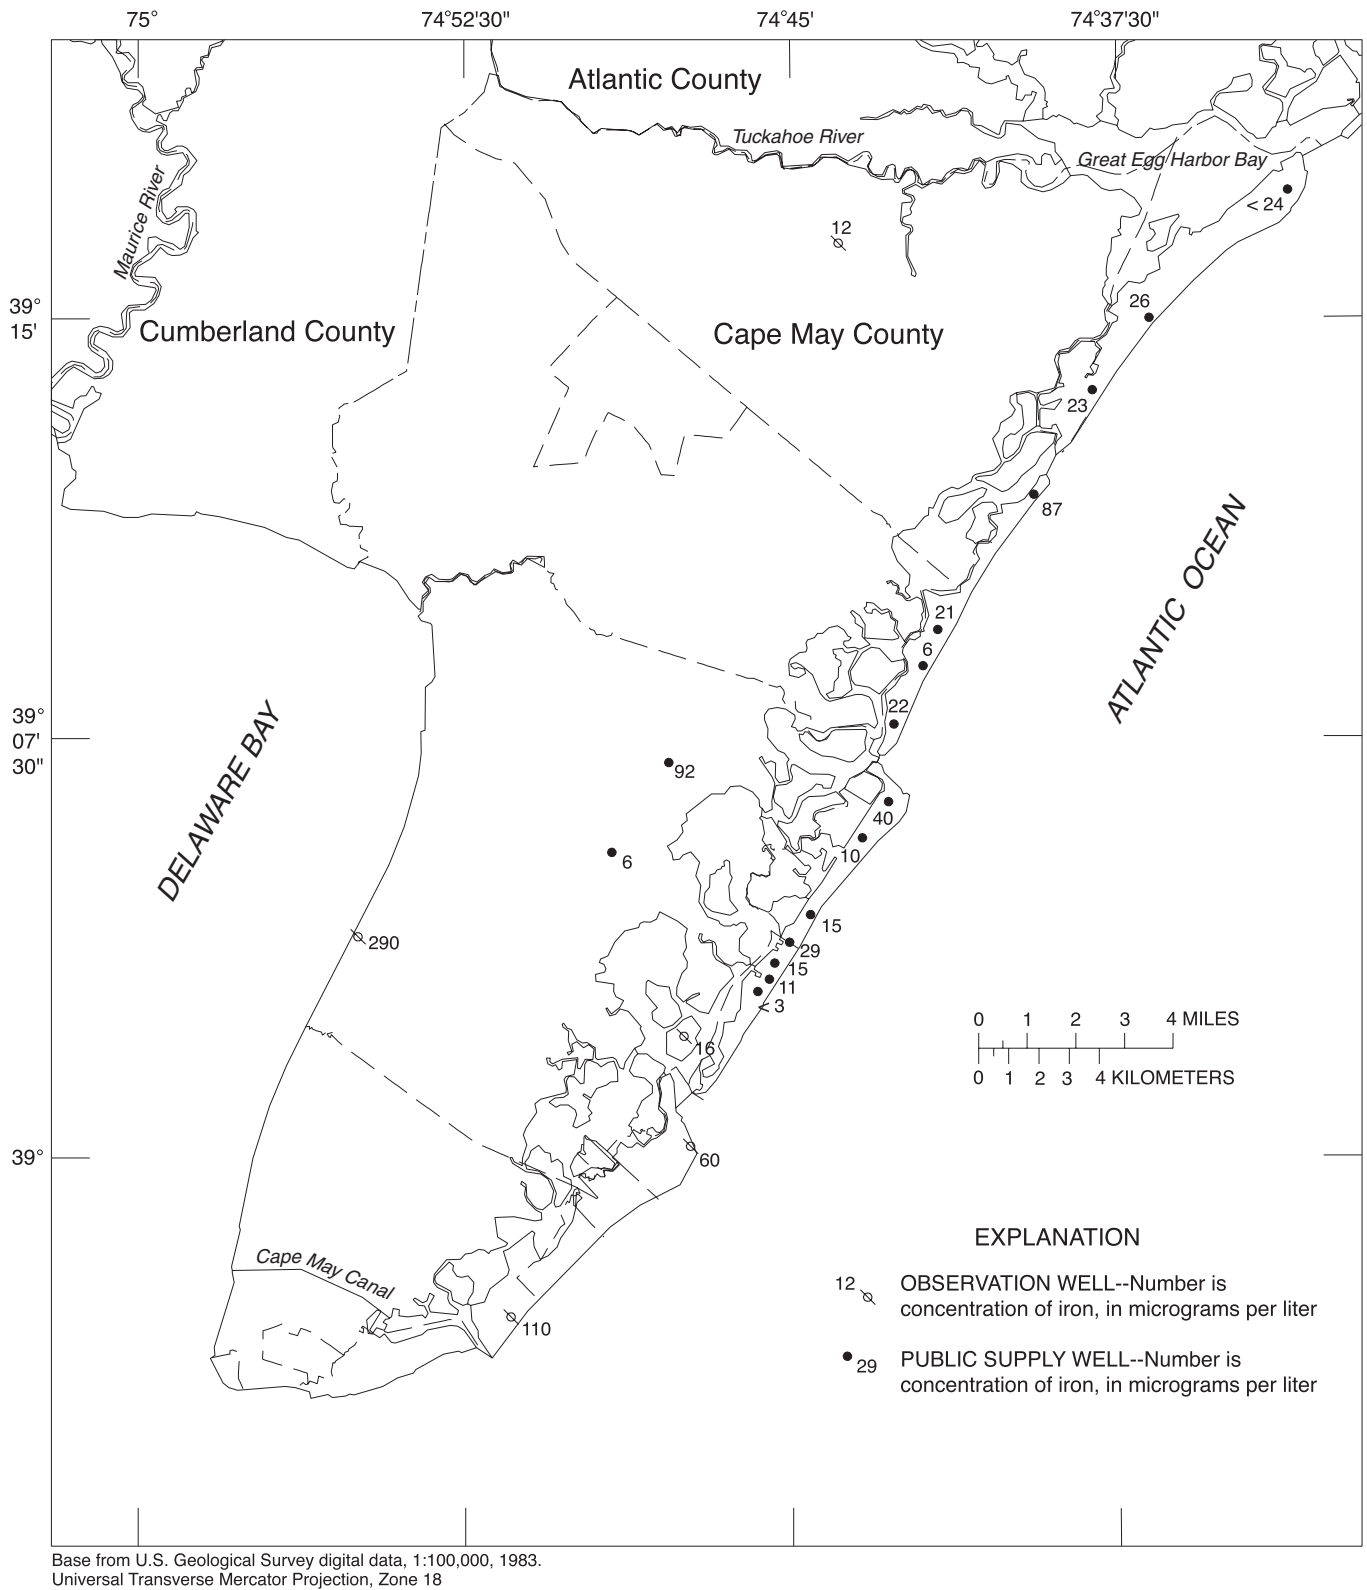 75°
74°52'30"
74°45'
74°37'30"
Atlantic County
Tuckahoe River
Great Egg Harbor Bay
Maurice River
< 24
12
39°
15'
26
Cumberland County
Cape May County
23
87
ATLANTIC OCEAN
21
6
22
39°
07'
30"
DELAWARE BAY
92
40
10
6
15
290
29
15
11
< 3
16
0 1 2 3 4 MILES
0 1 2 3 4 KILOMETERS
39°
60
EXPLANATION
Cape May Canal
12
OBSERVATION WELL--Number is
concentration of iron, in micrograms per liter
110
29
PUBLIC SUPPLY WELL--Number is
concentration of iron, in micrograms per liter
Base from U.S. Geological Survey digital data, 1:100,000, 1983.
Universal Transverse Mercator Projection, Zone 18